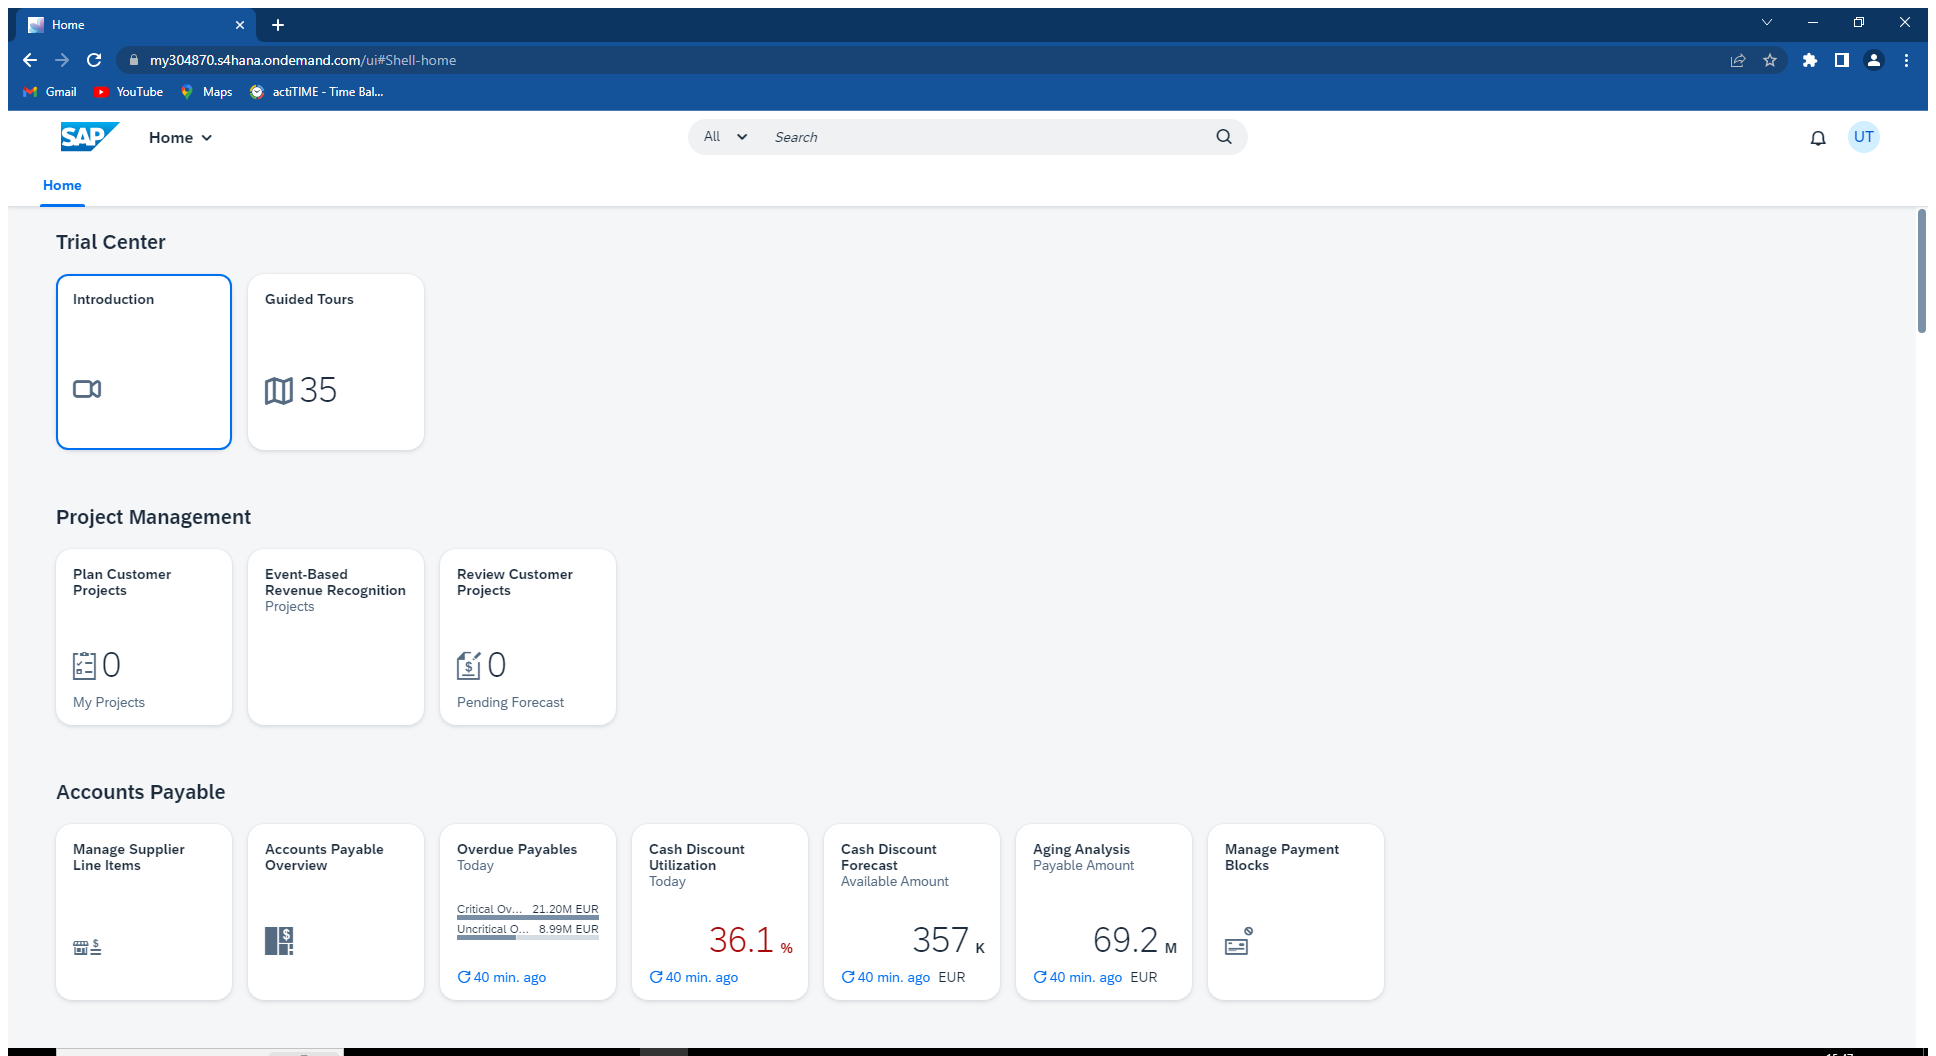 Home
my304870.s4hana.ondemand.com/ui#Shell-home
Gmail
YouTube
Maps
actiTIME - Time Bal...
SAP
Home
All
Search
UT
Home
Trial Center
Introduction
Guided Tours
35
Project Management
Plan Customer
Projects
0
My Projects
Event-Based
Revenue Recognition
Projects
Review Customer
Projects
$
0
Pending Forecast
Accounts Payable
Manage Supplier
Line Items
$
Accounts Payable
Overview
$
Overdue Payables
Today
Critical Ov... 21.20M EUR
Uncritical O... 8.99M EUR
40 min. ago
Cash Discount
Utilization
Today
36.1 %
40 min. ago
Cash Discount
Forecast
Available Amount
357 K
40 min. ago EUR
Aging Analysis
Payable Amount
69.2 M
40 min. ago EUR
Manage Payment
Blocks